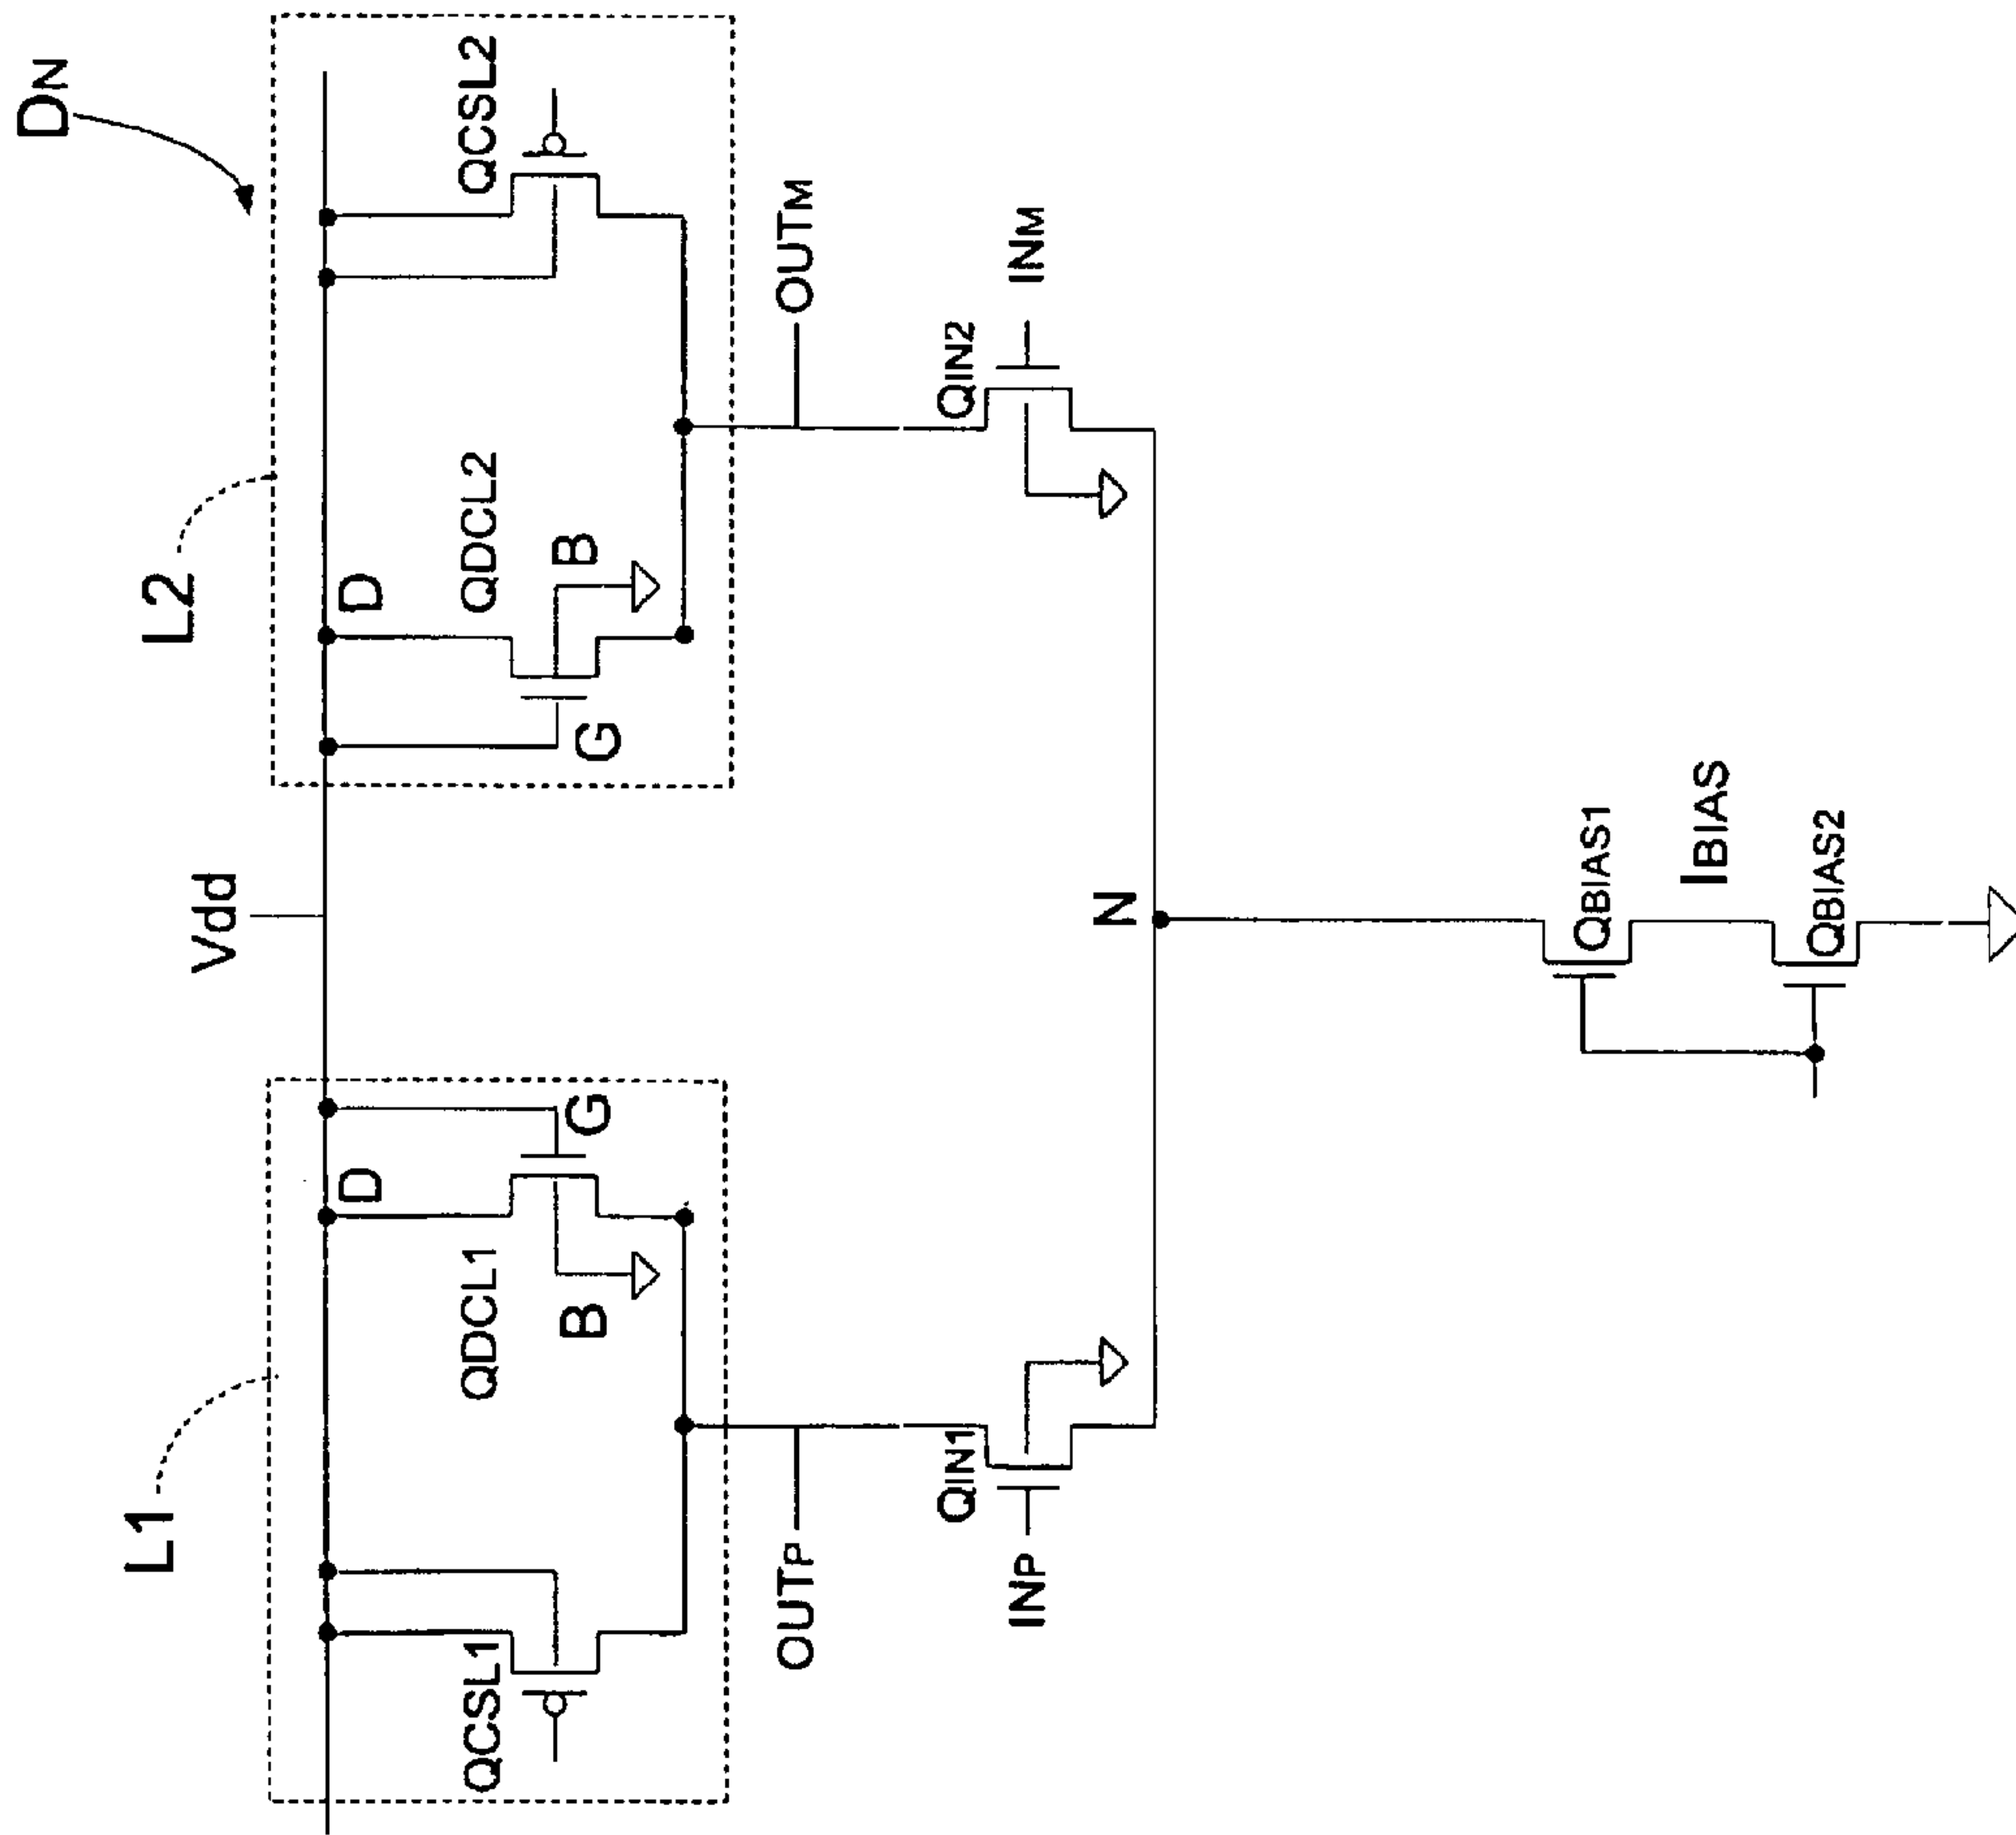 DN
L1
L2
Vdd
QCSL1
QDCL1
D
G
B
D
G
B
QDCL2
QCSL2
OUTP
OUTM
QIN1
QIN2
INP
INM
N
QBIAS1
IBIAS
QBIAS2